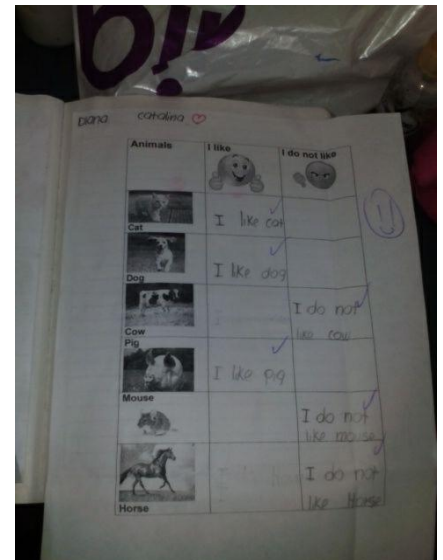 Diana catalina
Animals I like I do not like
I like cat
Cat
I like dog
Dog
I do not
like cow
Cow
Pig
I like pig
Mouse
I do not
like mouse
I do not
like Horse
Horse